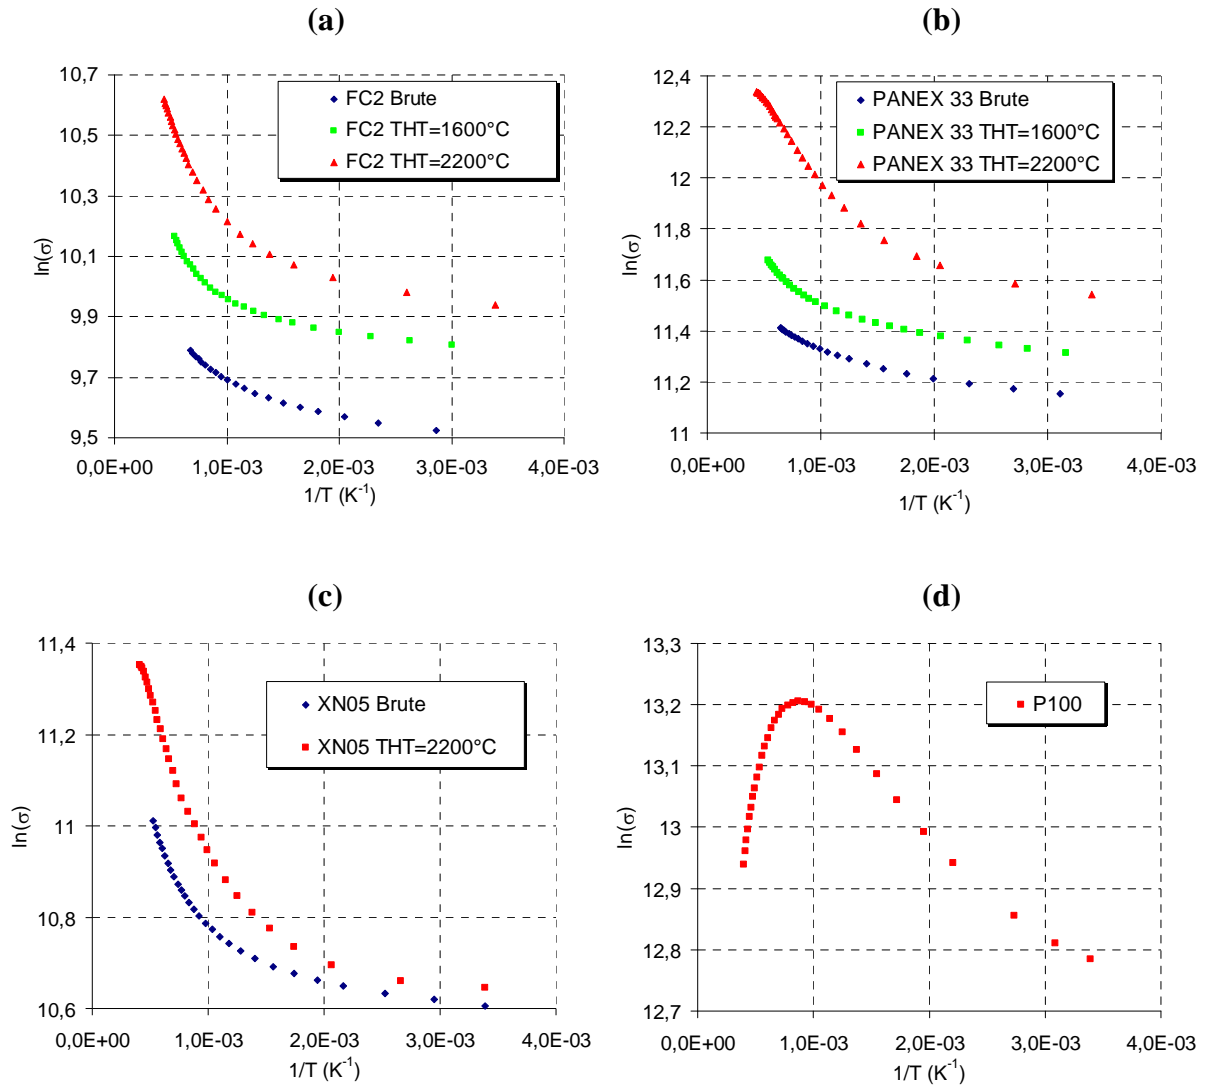 (a)
10,7
10,5
10,3
10,1
9,9
9,7
9,5
ln(σ)
FC2 Brute
FC2 THT=1600°C
FC2 THT=2200°C
0,0E+00 1,0E-03 2,0E-03 3,0E-03 4,0E-03
1/T (K⁻¹)
(b)
12,4
12,2
12
11,8
11,6
11,4
11,2
11
ln(σ)
PANEX 33 Brute
PANEX 33 THT=1600°C
PANEX 33 THT=2200°C
0,0E+00 1,0E-03 2,0E-03 3,0E-03 4,0E-03
1/T (K⁻¹)
(c)
11,4
11,2
11
10,8
10,6
ln(σ)
XN05 Brute
XN05 THT=2200°C
0,0E+00 1,0E-03 2,0E-03 3,0E-03 4,0E-03
1/T (K⁻¹)
(d)
13,3
13,2
13,1
13
12,9
12,8
12,7
ln(σ)
P100
0,0E+00 1,0E-03 2,0E-03 3,0E-03 4,0E-03
1/T (K⁻¹)